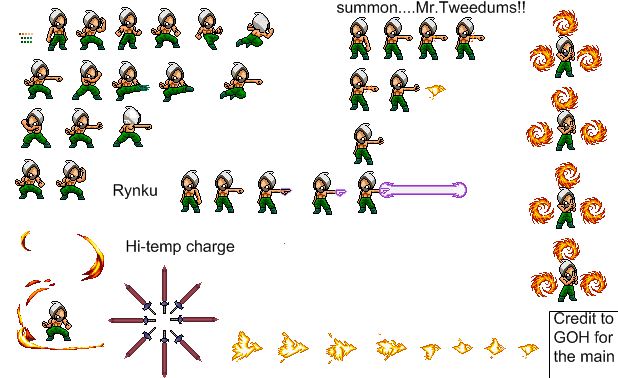 summon....Mr.Tweedums!!
Rynku
Hi-temp charge
Credit to
GOH for
the main